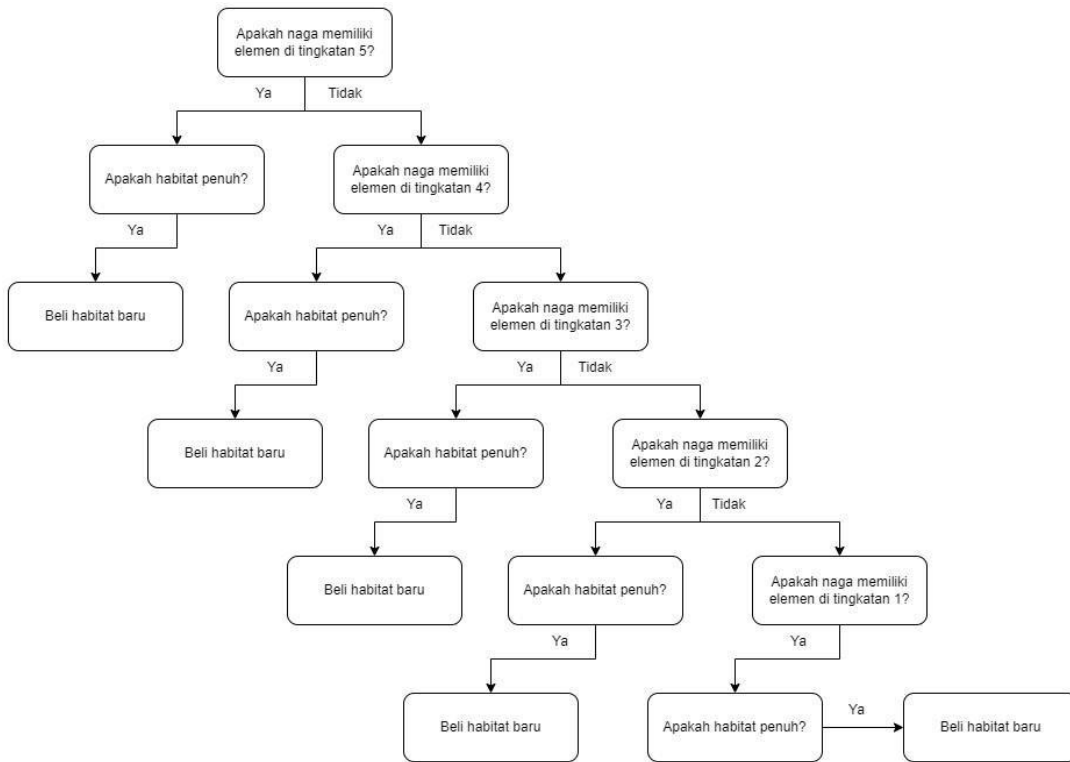 Apakah naga memiliki
elemen di tingkatan 5?
Ya
Tidak
Apakah habitat penuh?
Apakah naga memiliki
elemen di tingkatan 4?
Ya
Ya
Tidak
Beli habitat baru
Apakah habitat penuh?
Apakah naga memiliki
elemen di tingkatan 3?
Ya
Ya
Tidak
Beli habitat baru
Apakah habitat penuh?
Apakah naga memiliki
elemen di tingkatan 2?
Ya
Ya
Tidak
Beli habitat baru
Apakah habitat penuh?
Apakah naga memiliki
elemen di tingkatan 1?
Ya
Ya
Beli habitat baru
Apakah habitat penuh?
Ya
Beli habitat baru